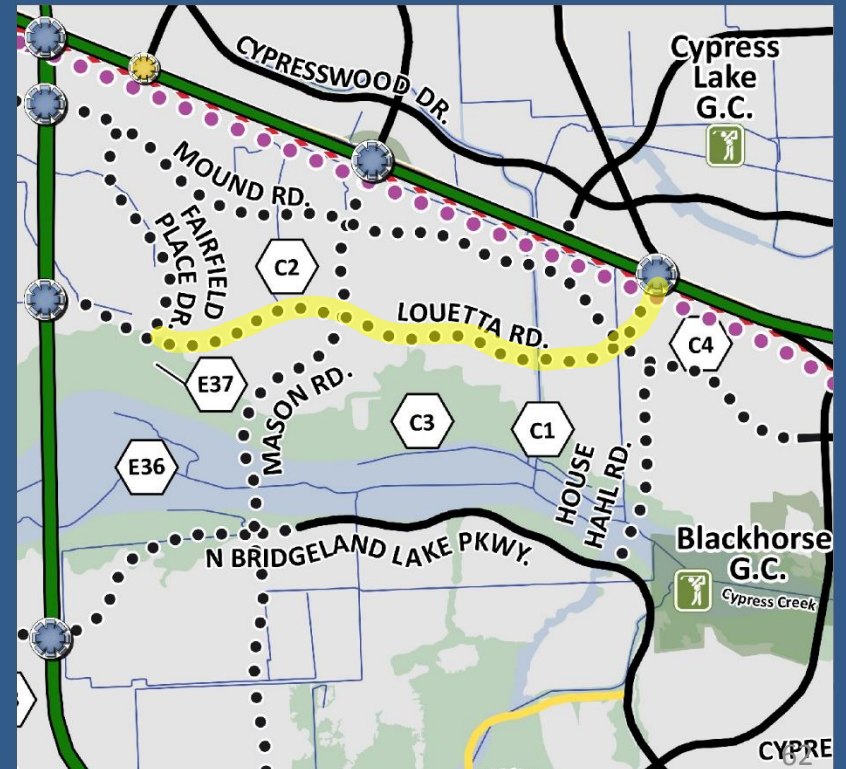 CYPRESSWOOD DR.
Cypress
Lake
G.C.
MOUND RD.
FAIRFIELD
PLACE DR.
C2
LOUETTA RD.
C4
E37
MASON RD.
C3
C1
E36
HOUSE
HAHL RD.
N BRIDGELAND LAKE PKWY.
Blackhorse
G.C.
Cypress Creek
CYPRE
62